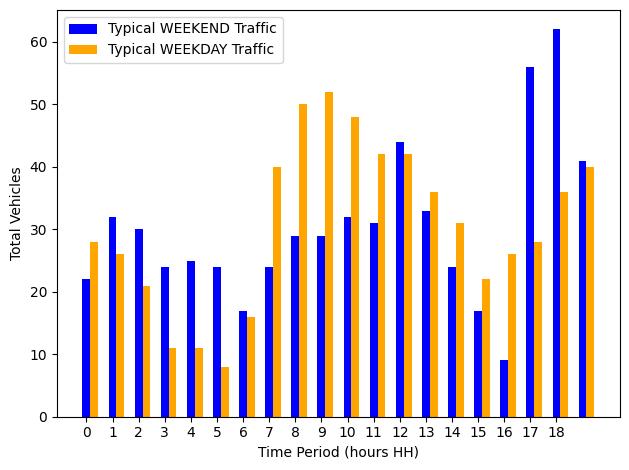 Typical WEEKEND Traffic
Typical WEEKDAY Traffic
60
50
40
30
20
10
0
Total Vehicles
0 1 2 3 4 5 6 7 8 9 10 11 12 13 14 15 16 17 18
Time Period (hours HH)